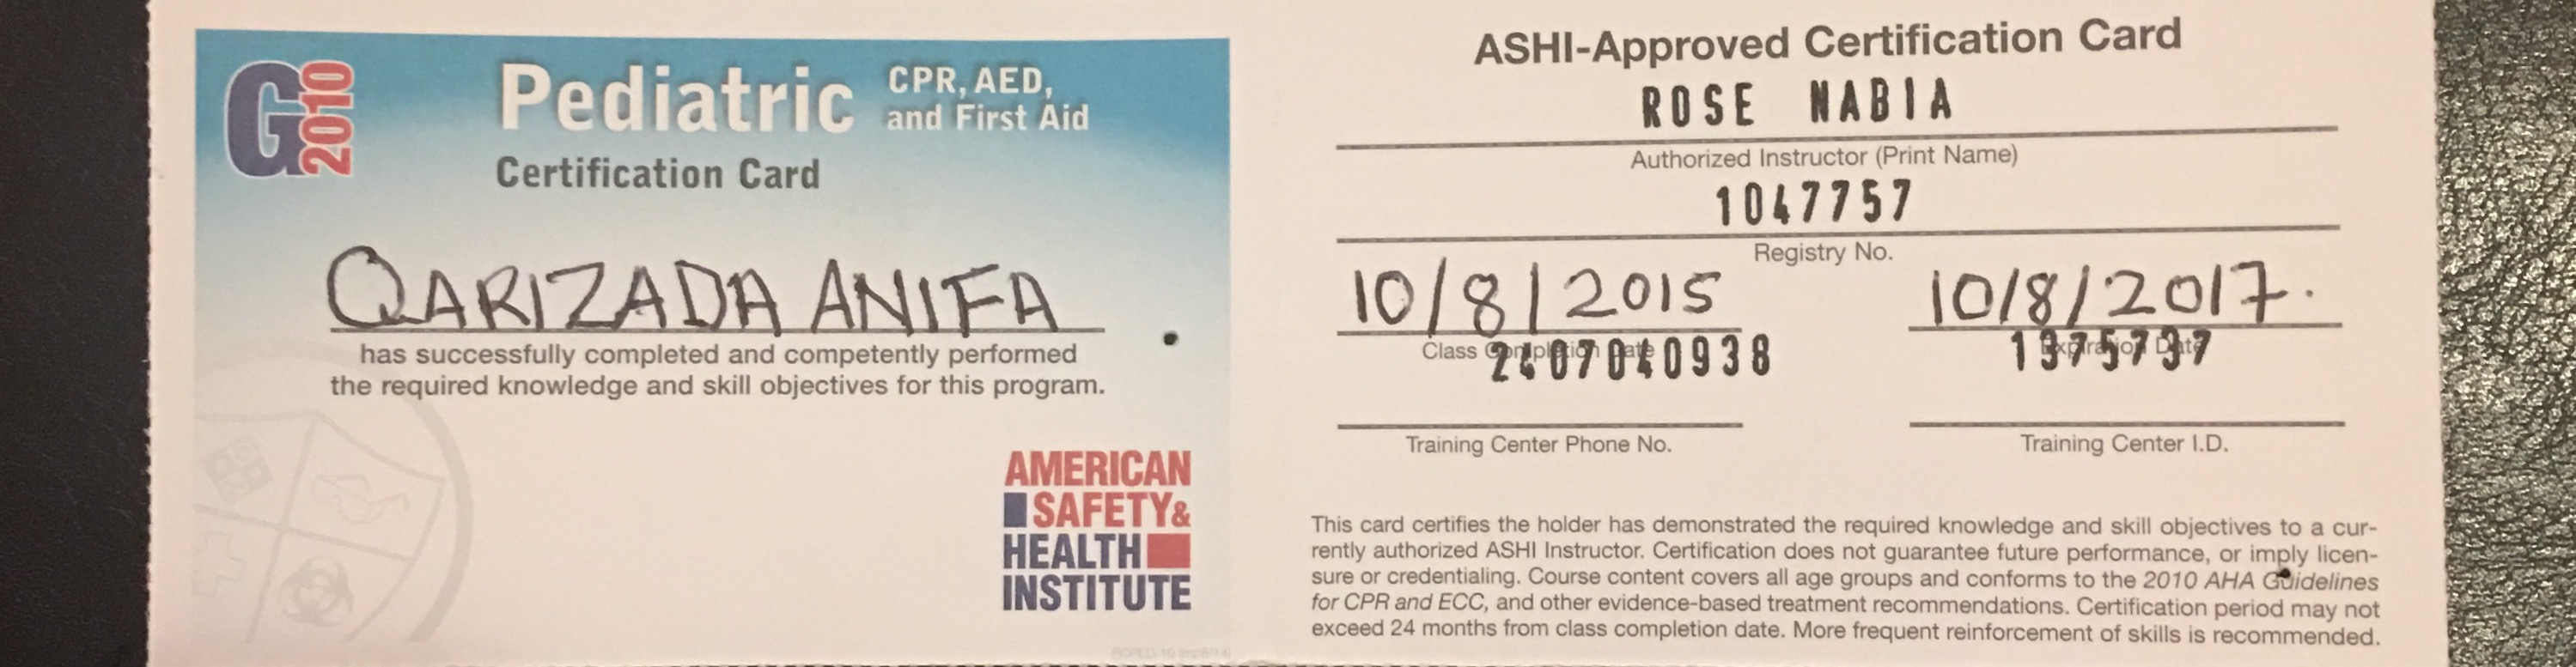 G2010
Pediatric
CPR, AED,
and First Aid
Certification Card
QARIZADA ANIFA
has successfully completed and competently performed
the required knowledge and skill objectives for this program.
AMERICAN
SAFETY&
HEALTH
INSTITUTE
ASHI-Approved Certification Card
ROSE NABIA
Authorized Instructor (Print Name)
1047757
Registry No.
10/8/2015 10/8/2017.
Class Completion Date Expiration Date
2407040938
Training Center Phone No. Training Center I.D.
This card certifies the holder has demonstrated the required knowledge and skill objectives to a cur-
rently authorized ASHI Instructor. Certification does not guarantee future performance, or imply licen-
sure or credentialing. Course content covers all age groups and conforms to the 2010 AHA Guidelines
for CPR and ECC, and other evidence-based treatment recommendations. Certification period may not
exceed 24 months from class completion date. More frequent reinforcement of skills is recommended.